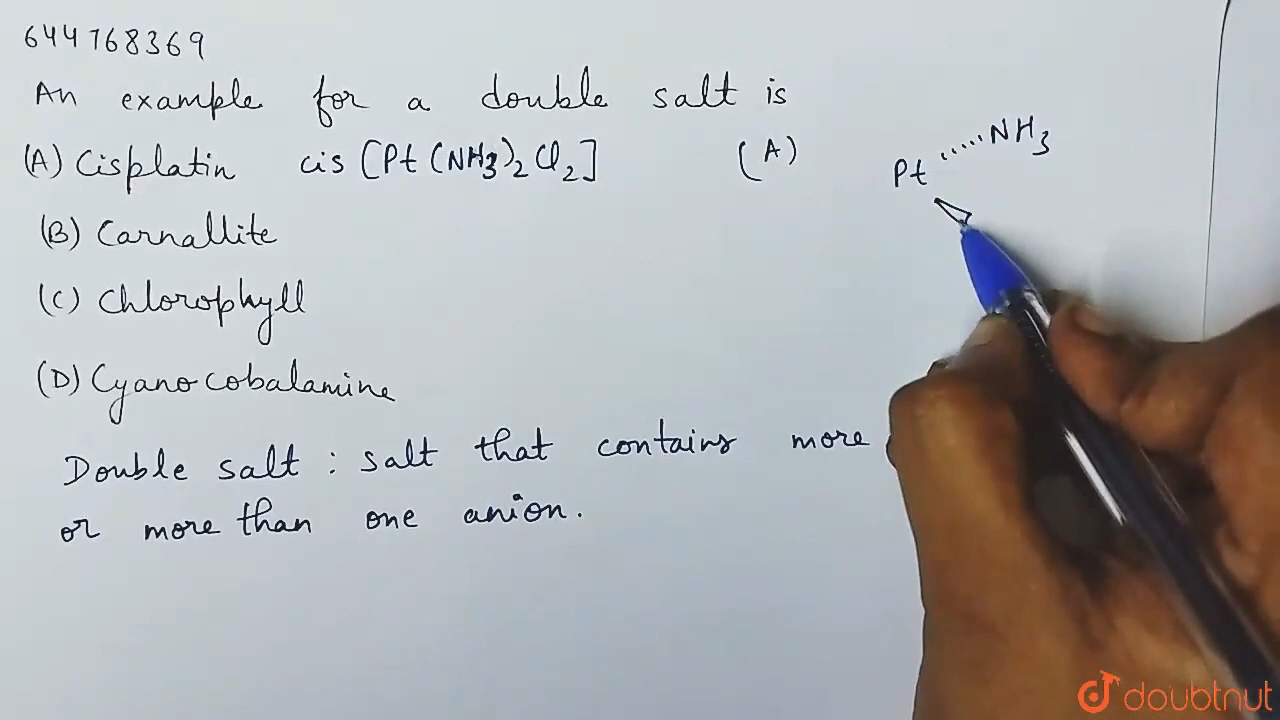 644768369
An example for a double salt is
(A) Cisplatin cis [Pt (NH3)2 Cl2] (A)
Pt NH3
(B) Carnallite
(C) Chlorophyll
(D) Cyanocobalamine
Double salt : salt that contains more
or more than one anion.
doubtnut